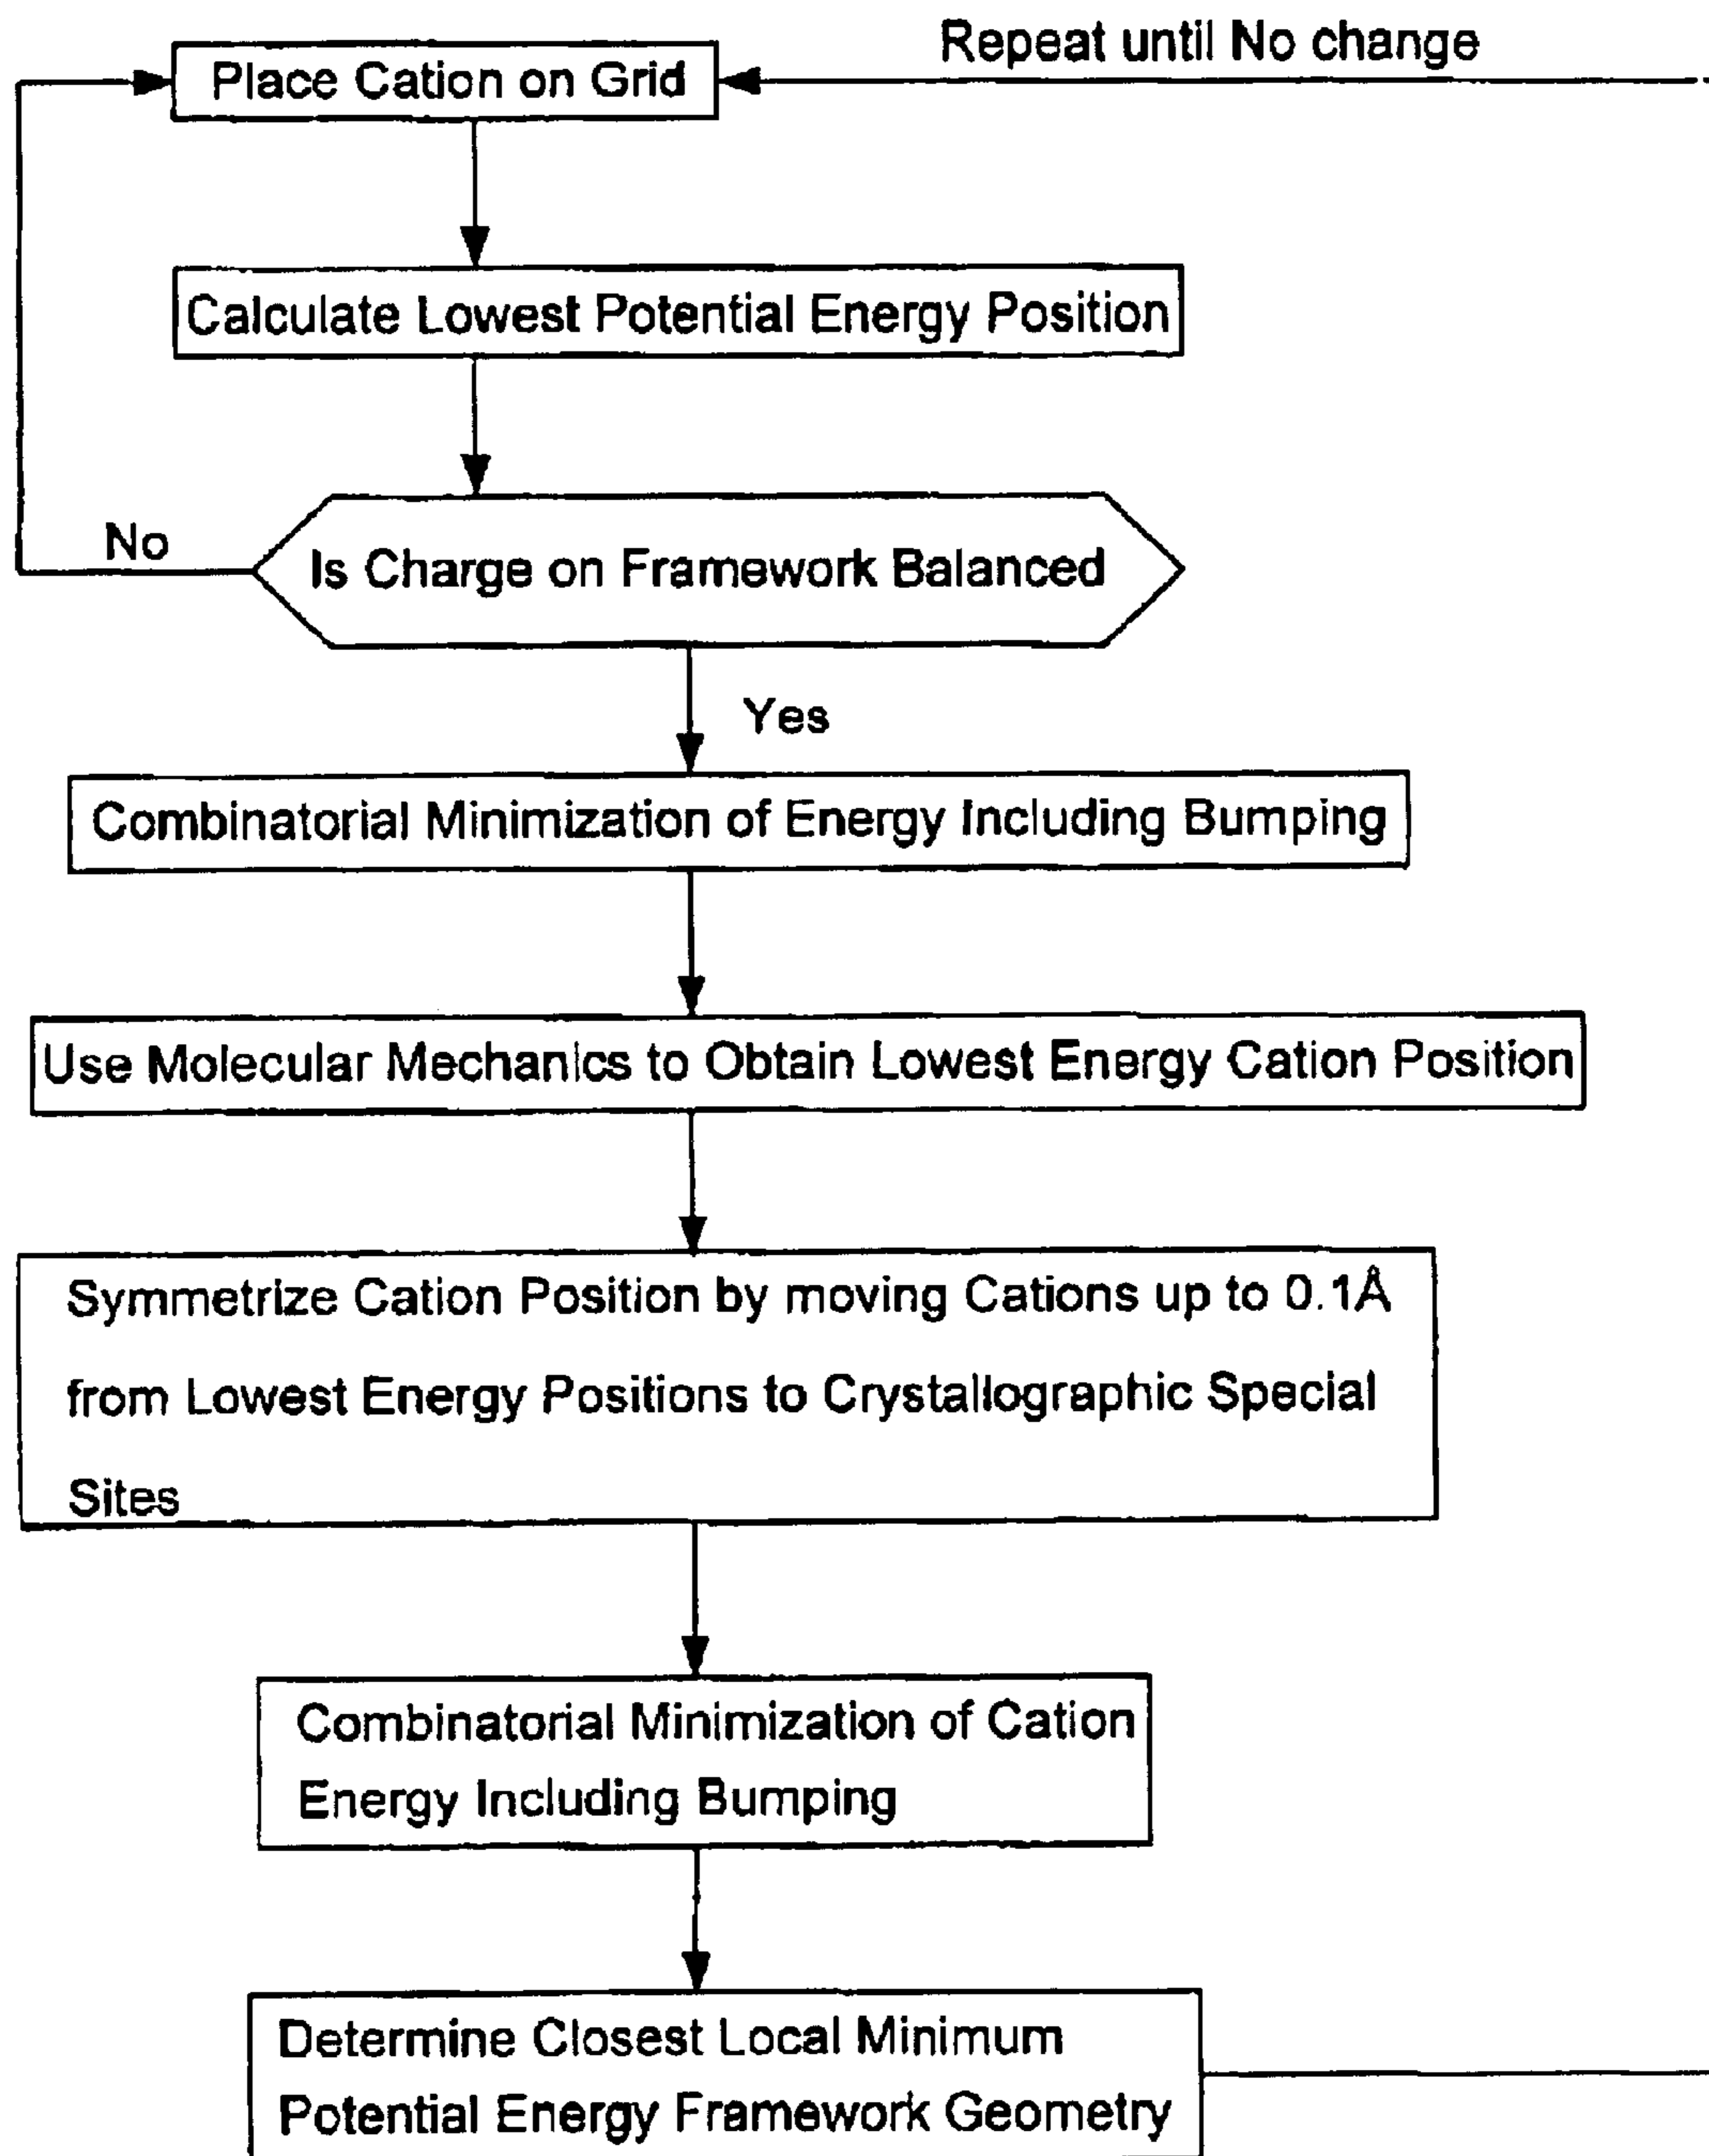 Repeat until No change
Place Cation on Grid
Calculate Lowest Potential Energy Position
No
Is Charge on Framework Balanced
Yes
Combinatorial Minimization of Energy Including Bumping
Use Molecular Mechanics to Obtain Lowest Energy Cation Position
Symmetrize Cation Position by moving Cations up to 0.1Å
from Lowest Energy Positions to Crystallographic Special
Sites
Combinatorial Minimization of Cation
Energy Including Bumping
Determine Closest Local Minimum
Potential Energy Framework Geometry